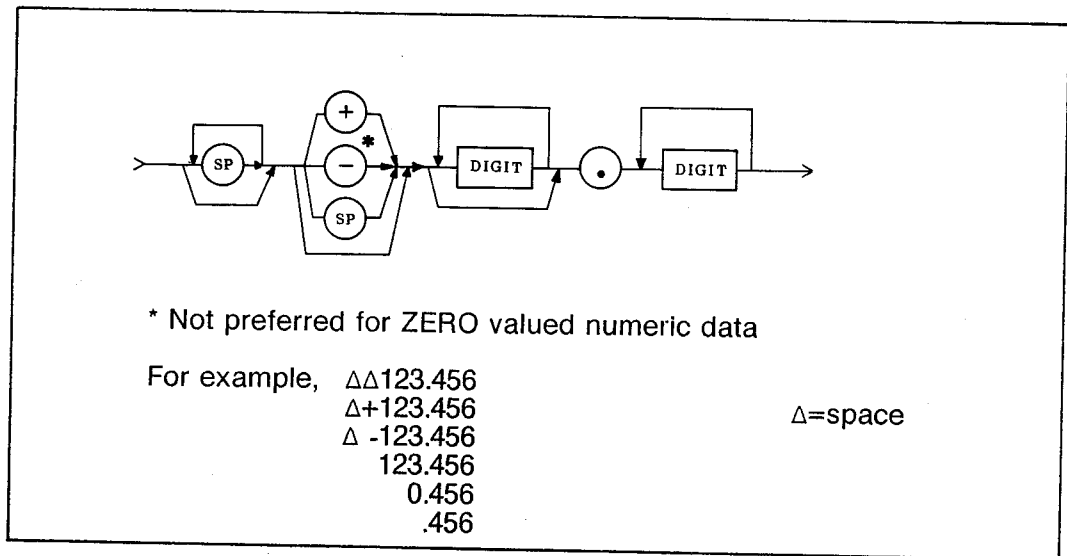 +
*
SP - DIGIT . DIGIT
SP
* Not preferred for ZERO valued numeric data
For example, ΔΔ123.456
Δ+123.456 Δ=space
Δ -123.456
123.456
0.456
.456